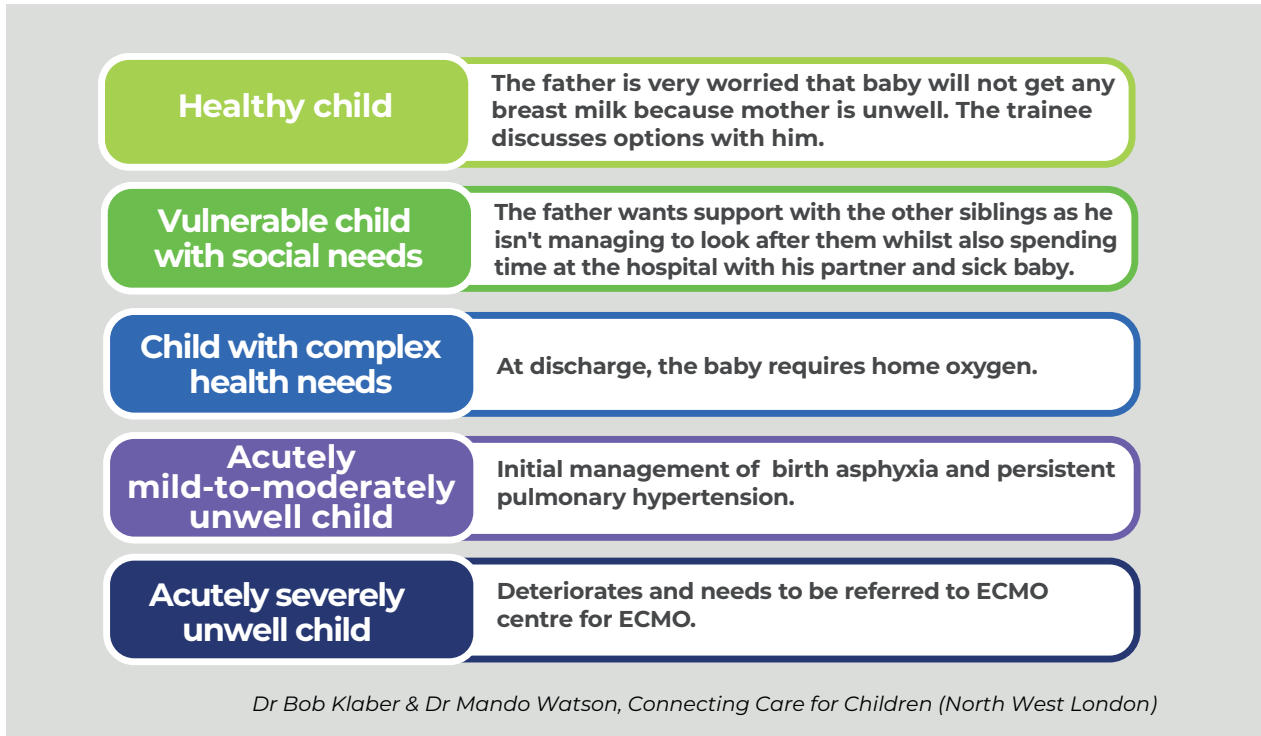 Healthy child
The father is very worried that baby will not get any
breast milk because mother is unwell. The trainee
discusses options with him.
Vulnerable child
with social needs
The father wants support with the other siblings as he
isn't managing to look after them whilst also spending
time at the hospital with his partner and sick baby.
Child with complex
health needs
At discharge, the baby requires home oxygen.
Acutely
mild-to-moderately
unwell child
Initial management of  birth asphyxia and persistent
pulmonary hypertension.
Acutely severely
unwell child
Deteriorates and needs to be referred to ECMO
centre for ECMO.
Dr Bob Klaber & Dr Mando Watson, Connecting Care for Children (North West London)